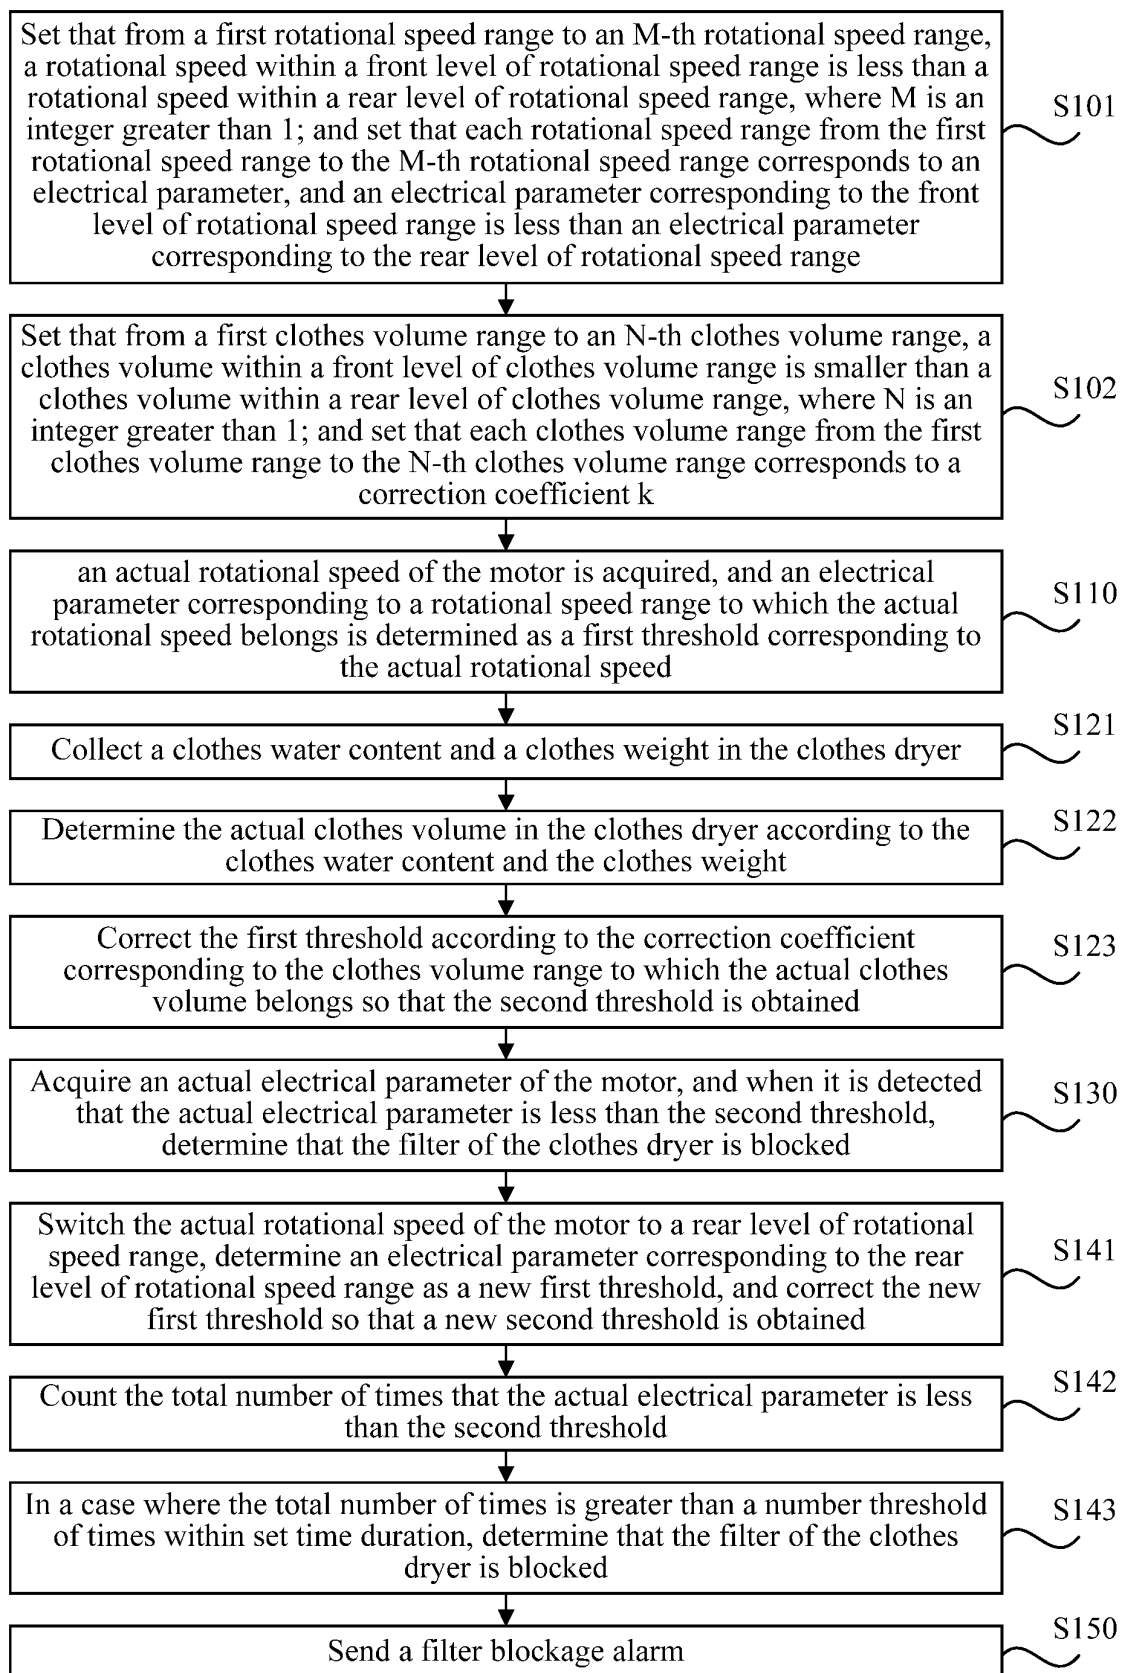 Set that from a first rotational speed range to an M-th rotational speed range,
a rotational speed within a front level of rotational speed range is less than a
rotational speed within a rear level of rotational speed range, where M is an
integer greater than 1; and set that each rotational speed range from the first
rotational speed range to the M-th rotational speed range corresponds to an
electrical parameter, and an electrical parameter corresponding to the front
level of rotational speed range is less than an electrical parameter
corresponding to the rear level of rotational speed range
S101
Set that from a first clothes volume range to an N-th clothes volume range, a
clothes volume within a front level of clothes volume range is smaller than a
clothes volume within a rear level of clothes volume range, where N is an
integer greater than 1; and set that each clothes volume range from the first
clothes volume range to the N-th clothes volume range corresponds to a
correction coefficient k
S102
an actual rotational speed of the motor is acquired, and an electrical
parameter corresponding to a rotational speed range to which the actual
rotational speed belongs is determined as a first threshold corresponding to
the actual rotational speed
S110
Collect a clothes water content and a clothes weight in the clothes dryer
S121
Determine the actual clothes volume in the clothes dryer according to the
clothes water content and the clothes weight
S122
Correct the first threshold according to the correction coefficient
corresponding to the clothes volume range to which the actual clothes
volume belongs so that the second threshold is obtained
S123
Acquire an actual electrical parameter of the motor, and when it is detected
that the actual electrical parameter is less than the second threshold,
determine that the filter of the clothes dryer is blocked
S130
Switch the actual rotational speed of the motor to a rear level of rotational
speed range, determine an electrical parameter corresponding to the rear
level of rotational speed range as a new first threshold, and correct the new
first threshold so that a new second threshold is obtained
S141
Count the total number of times that the actual electrical parameter is less
than the second threshold
S142
In a case where the total number of times is greater than a number threshold
of times within set time duration, determine that the filter of the clothes
dryer is blocked
S143
Send a filter blockage alarm
S150